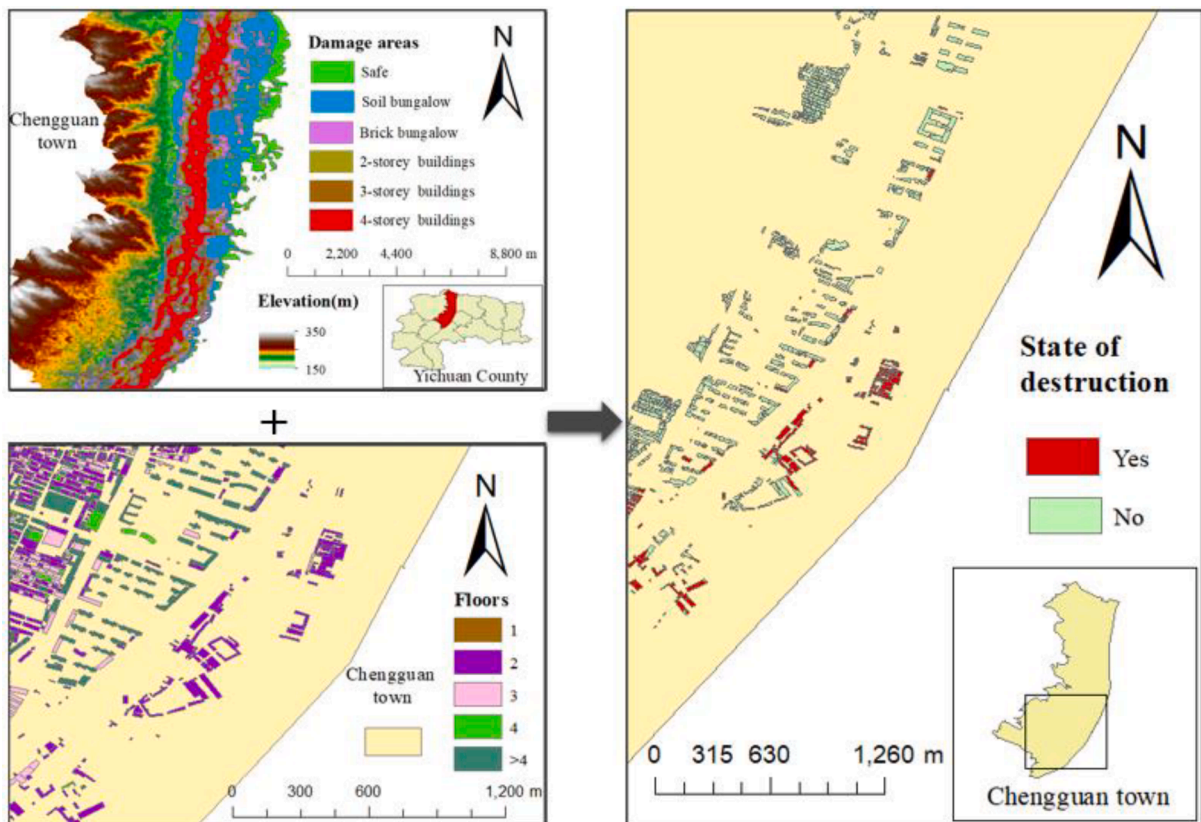 Damage areas
Safe
Soil bungalow
Brick bungalow
2-storey buildings
3-storey buildings
4-storey buildings
N
Chengguan
town
0 2,200 4,400 8,800 m
Elevation(m)
350
150
Yichuan County
+
N
Floors
1
2
3
4
>4
Chengguan
town
0 300 600 1,200 m
N
State of
destruction
Yes
No
0 315 630 1,260 m
Chengguan town